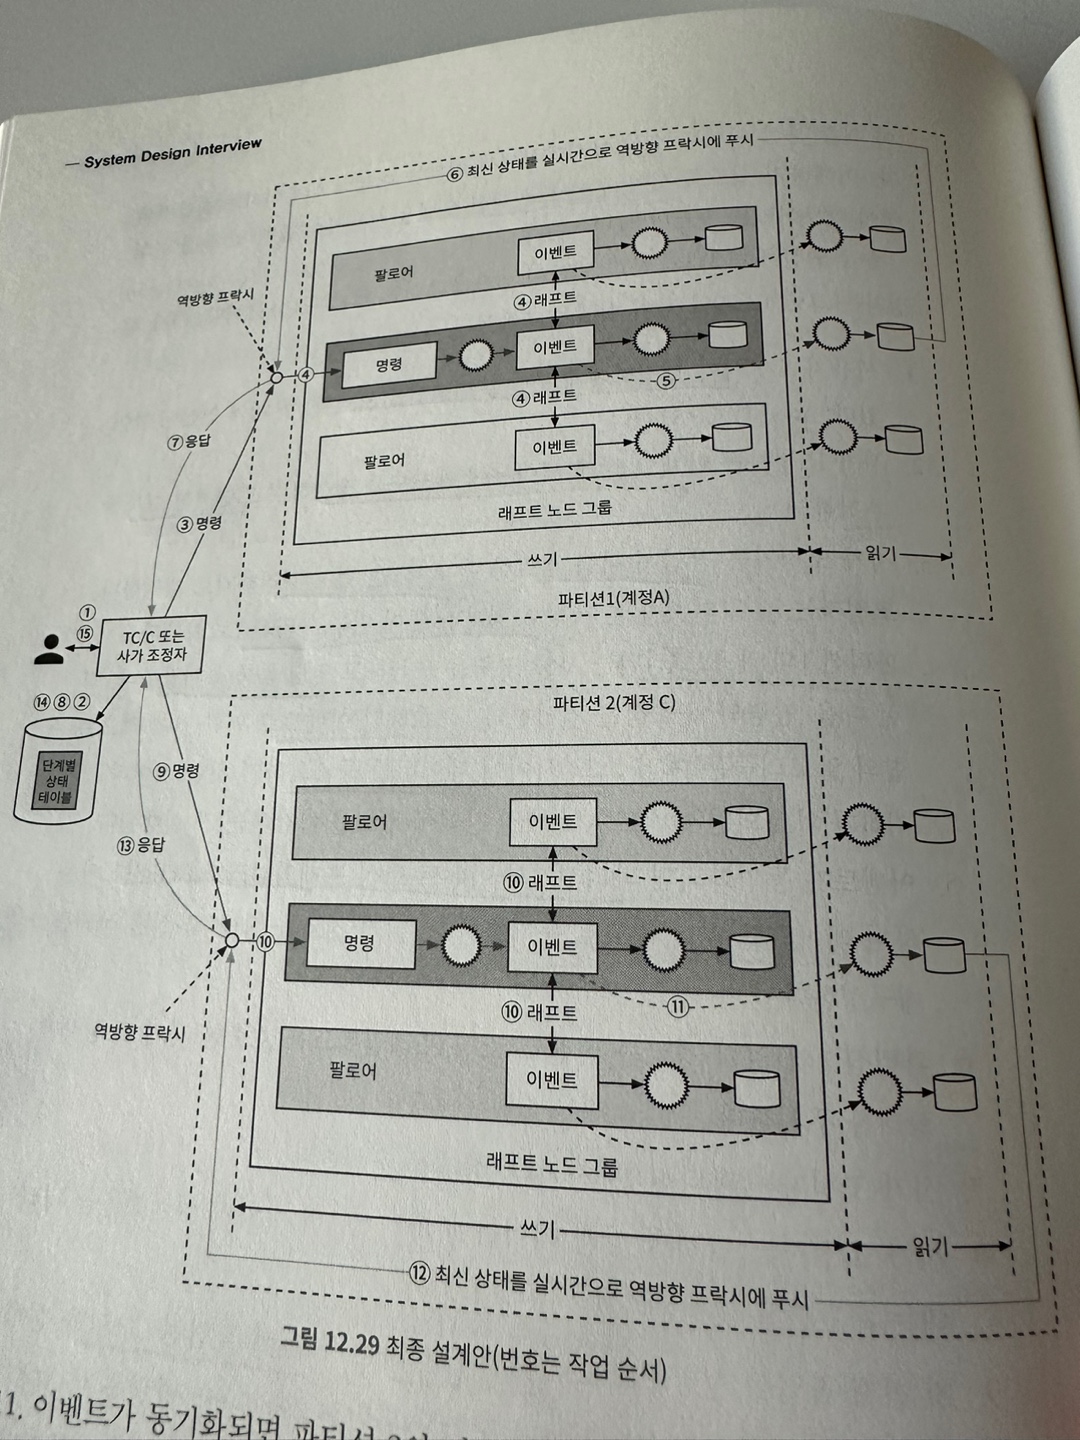 — System Design Interview
⑥ 최신 상태를 실시간으로 역방향 프락시에 푸시
이벤트
팔로어
④ 래프트
역방향 프락시
명령
이벤트
④
⑤
④ 래프트
⑦ 응답
이벤트
팔로어
래프트 노드 그룹
③ 명령
쓰기
읽기
파티션1(계정A)
①
⑮
TC/C 또는
사가 조정자
⑭ ⑧ ②
단계별
상태
테이블
파티션 2(계정 C)
⑨ 명령
팔로어
이벤트
⑬ 응답
⑩ 래프트
⑩
명령
이벤트
⑪
⑩ 래프트
역방향 프락시
팔로어
이벤트
래프트 노드 그룹
쓰기
읽기
⑫ 최신 상태를 실시간으로 역방향 프락시에 푸시
그림 12.29 최종 설계안(번호는 작업 순서)
1. 이벤트가 동기화되면 파티션